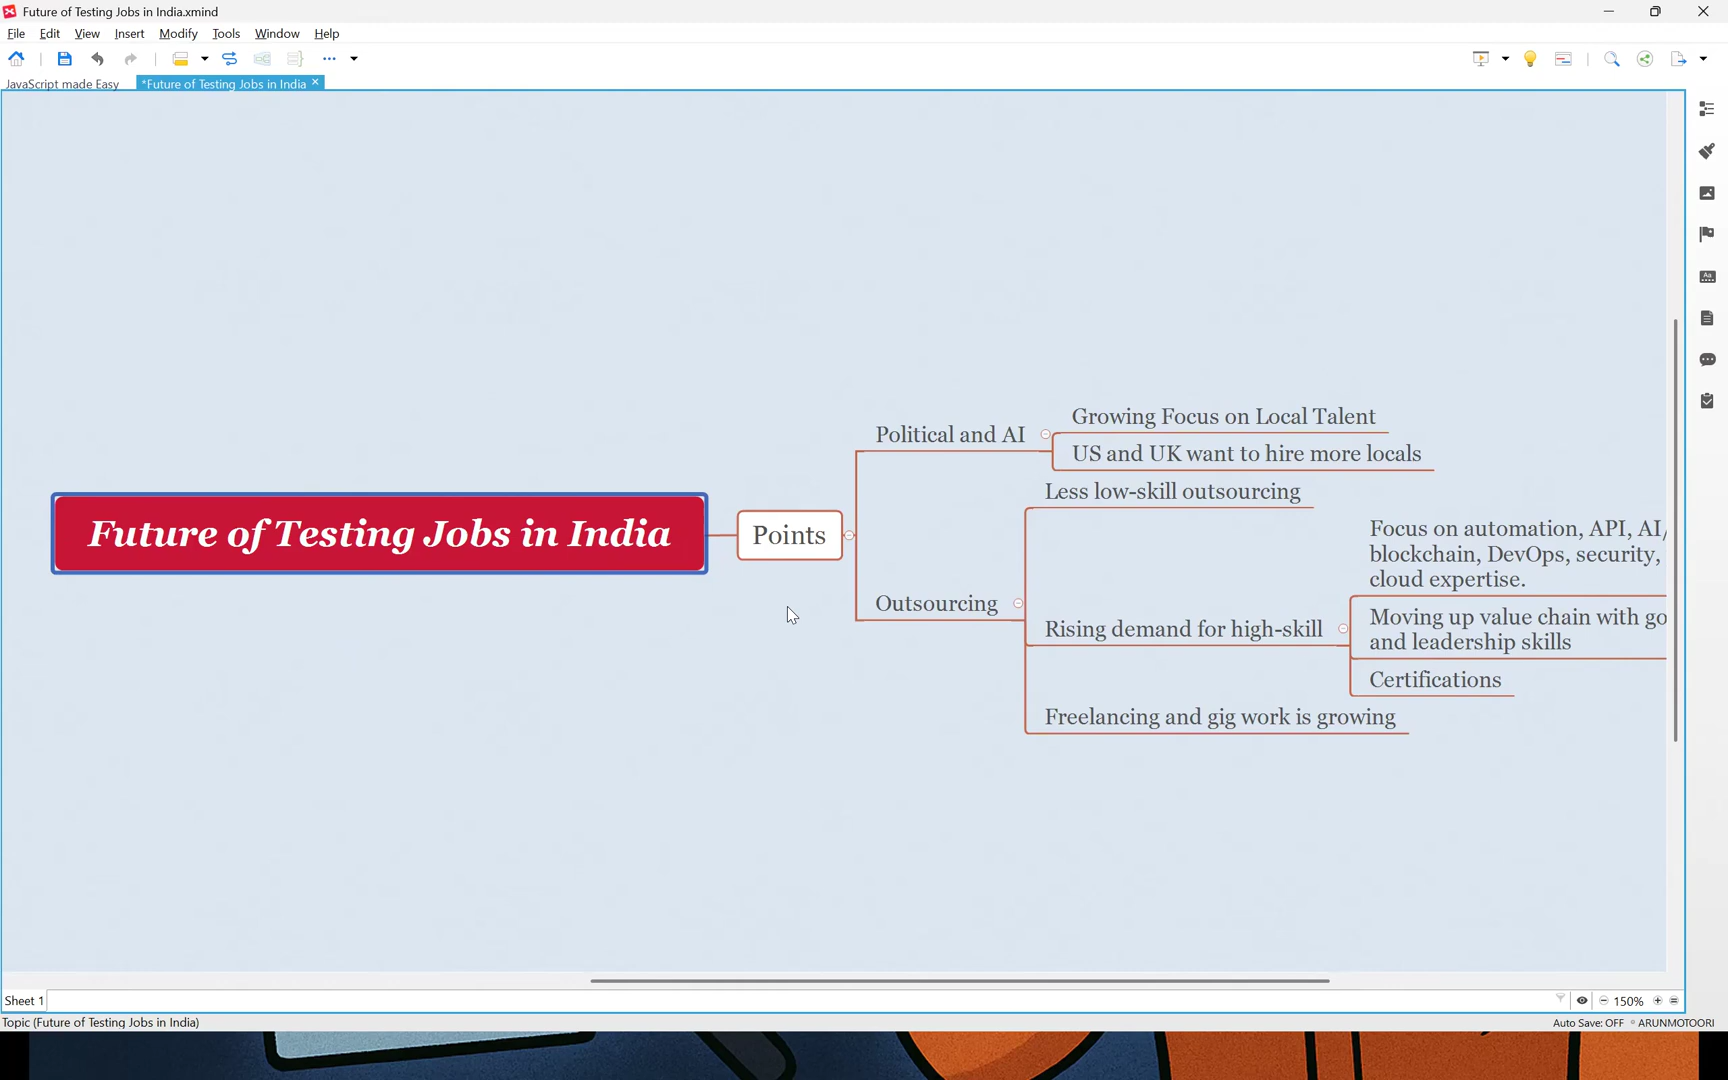 Future of Testing Jobs in India.xmind
File Edit View Insert Modify Tools Window Help
JavaScript made Easy
*Future of Testing Jobs in India
Growing Focus on Local Talent
Political and AI
US and UK want to hire more locals
Less low-skill outsourcing
Future of Testing Jobs in India
Points
Focus on automation, API, AI/
blockchain, DevOps, security,
cloud expertise.
Outsourcing
Rising demand for high-skill
Moving up value chain with go
and leadership skills
Certifications
Freelancing and gig work is growing
Sheet 1
150%
Topic (Future of Testing Jobs in India)
Auto Save: OFF
ARUNMOTOORI